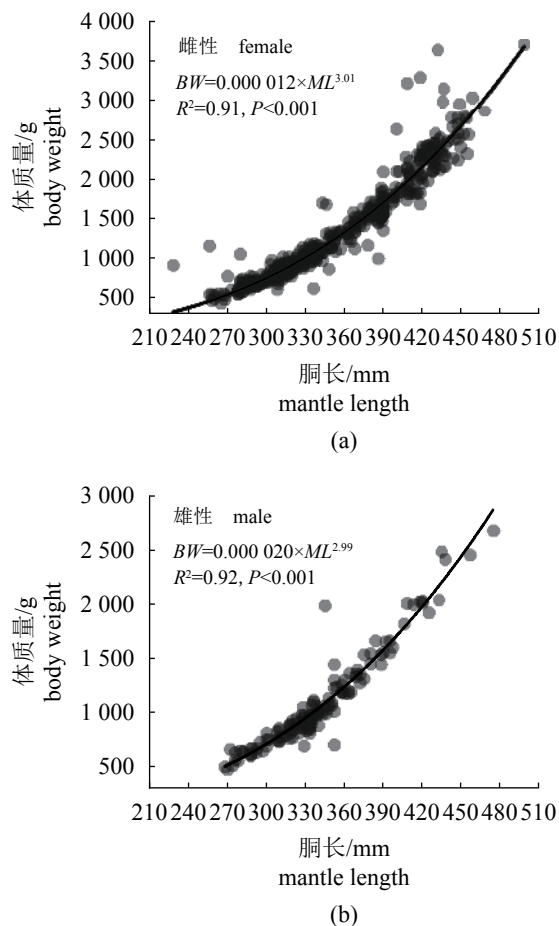 4 000
3 500
3 000
2 500
2 000
1 500
1 000
500
体质量/g
body weight
雌性 female
BW=0.000 012×ML^3.01
R²=0.91, P<0.001
210 240 270 300 330 360 390 420 450 480 510
胴长/mm
mantle length
(a)
3 000
2 500
2 000
1 500
1 000
500
体质量/g
body weight
雄性 male
BW=0.000 020×ML^2.99
R²=0.92, P<0.001
210 240 270 300 330 360 390 420 450 480 510
胴长/mm
mantle length
(b)